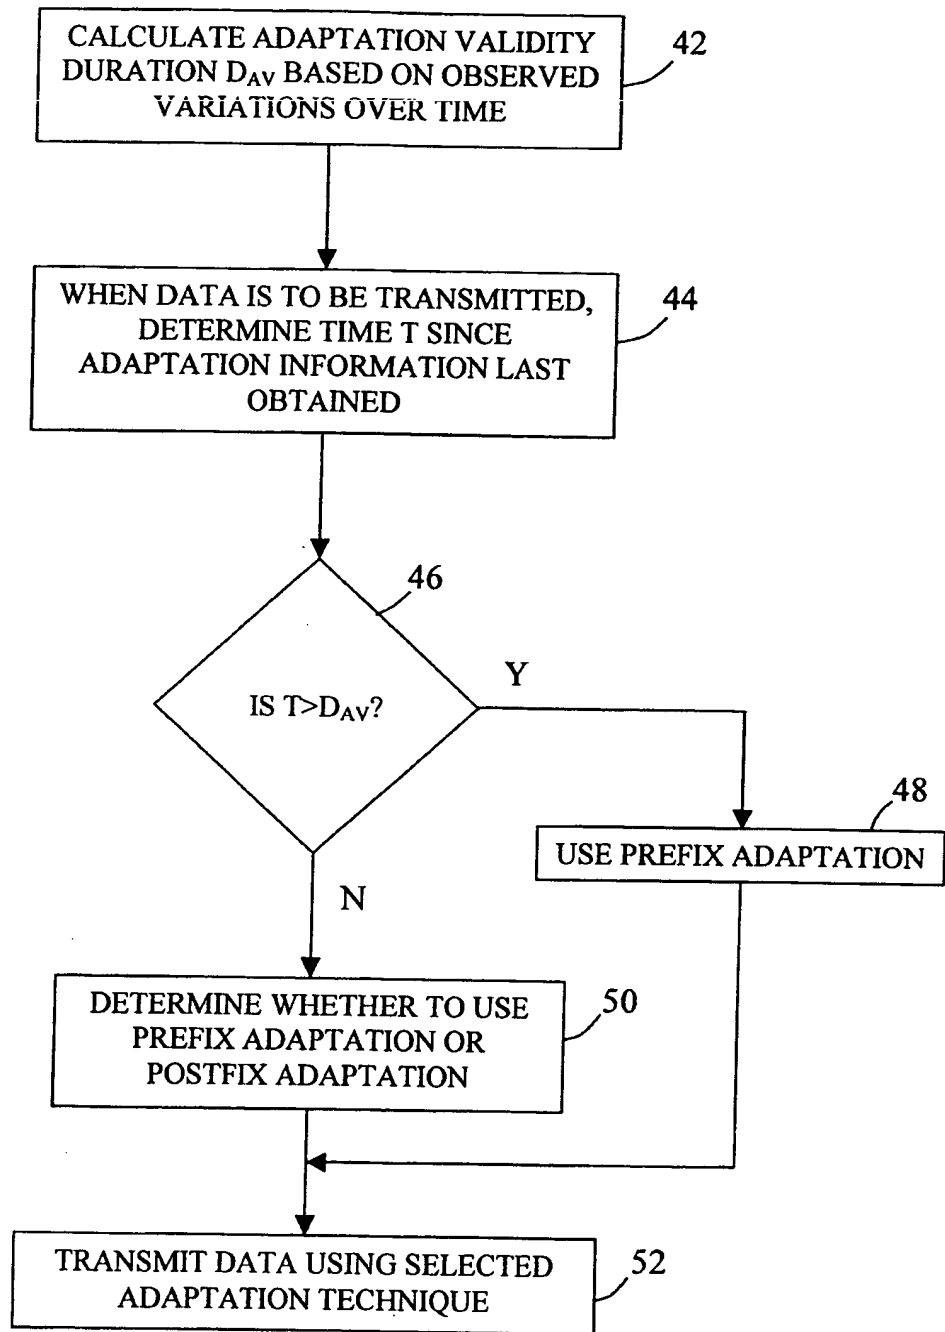 CALCULATE ADAPTATION VALIDITY
DURATION DAV BASED ON OBSERVED
VARIATIONS OVER TIME
42
WHEN DATA IS TO BE TRANSMITTED,
DETERMINE TIME T SINCE
ADAPTATION INFORMATION LAST
OBTAINED
44
46
IS T>DAV?
Y
48
USE PREFIX ADAPTATION
N
DETERMINE WHETHER TO USE
PREFIX ADAPTATION OR
POSTFIX ADAPTATION
50
TRANSMIT DATA USING SELECTED
ADAPTATION TECHNIQUE
52